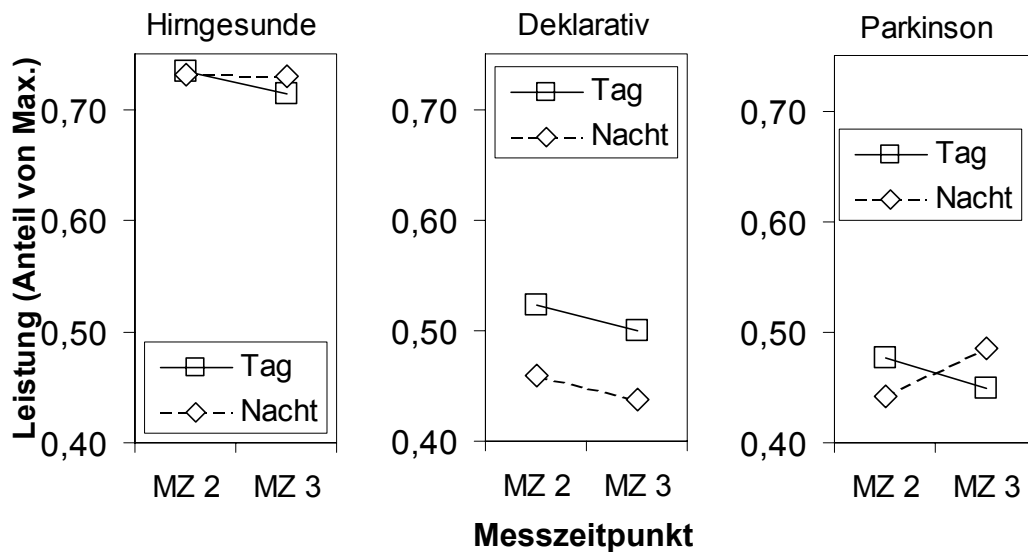 Hirngesunde
Deklarativ
Parkinson
Leistung (Anteil von Max.)
0,70
0,60
0,50
0,40
Tag
Nacht
MZ 2 MZ 3
0,70
0,60
0,50
0,40
Tag
Nacht
MZ 2 MZ 3
0,70
0,60
0,50
0,40
Tag
Nacht
MZ 2 MZ 3
Messzeitpunkt